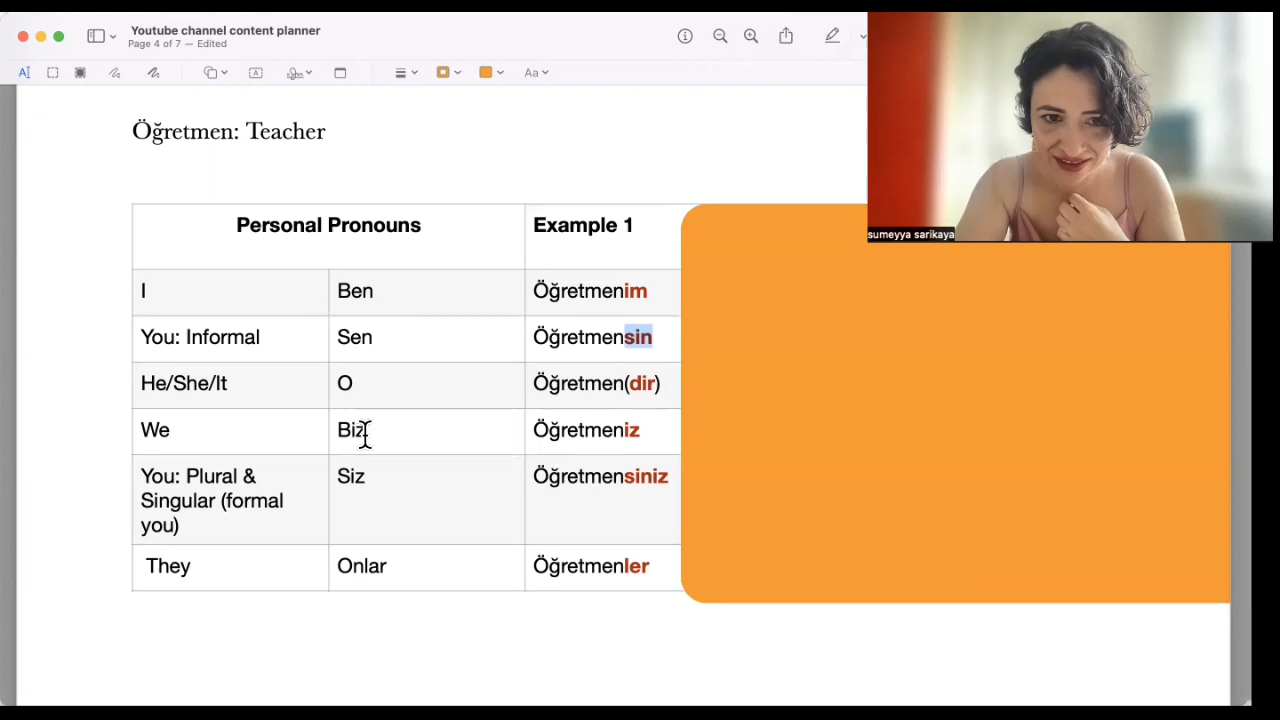 Youtube channel content planner
Page 4 of 7 — Edited
A
A
Aa
Öğretmen: Teacher
Personal Pronouns Example 1
I Ben Öğretmenim
You: Informal Sen Öğretmensin
He/She/It O Öğretmen(dir)
We Biz Öğretmeniz
You: Plural &
Singular (formal
you)
Siz Öğretmensiniz
They Onlar Öğretmenler
sumeyya sarikaya